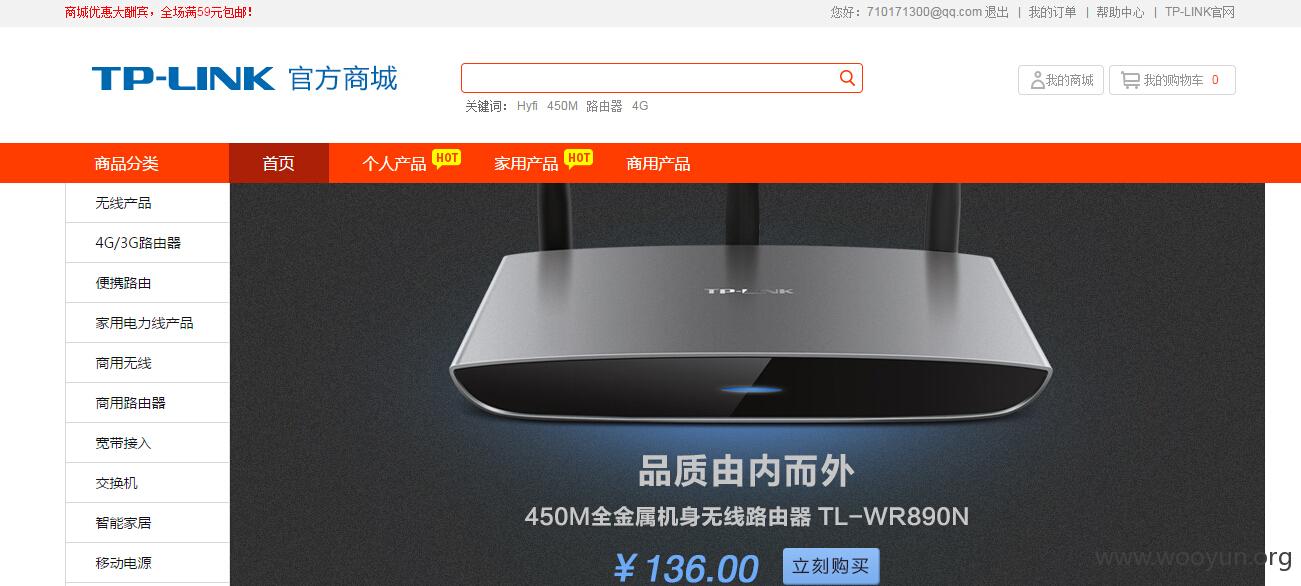 商城优惠大酬宾，全场满59元包邮！
您好：710171300@qq.com 退出 | 我的订单 | 帮助中心 | TP-LINK官网
TP-LINK 官方商城
我的商城 我的购物车 0
关键词： Hyfi 450M 路由器 4G
商品分类 首页 个人产品 HOT 家用产品 HOT 商用产品
无线产品
4G/3G路由器
便携路由
家用电力线产品
商用无线
商用路由器
宽带接入
交换机
智能家居
移动电源
TP-LINK
品质由内而外
450M全金属机身无线路由器 TL-WR890N
¥ 136.00 立刻购买
www.wooyun.org